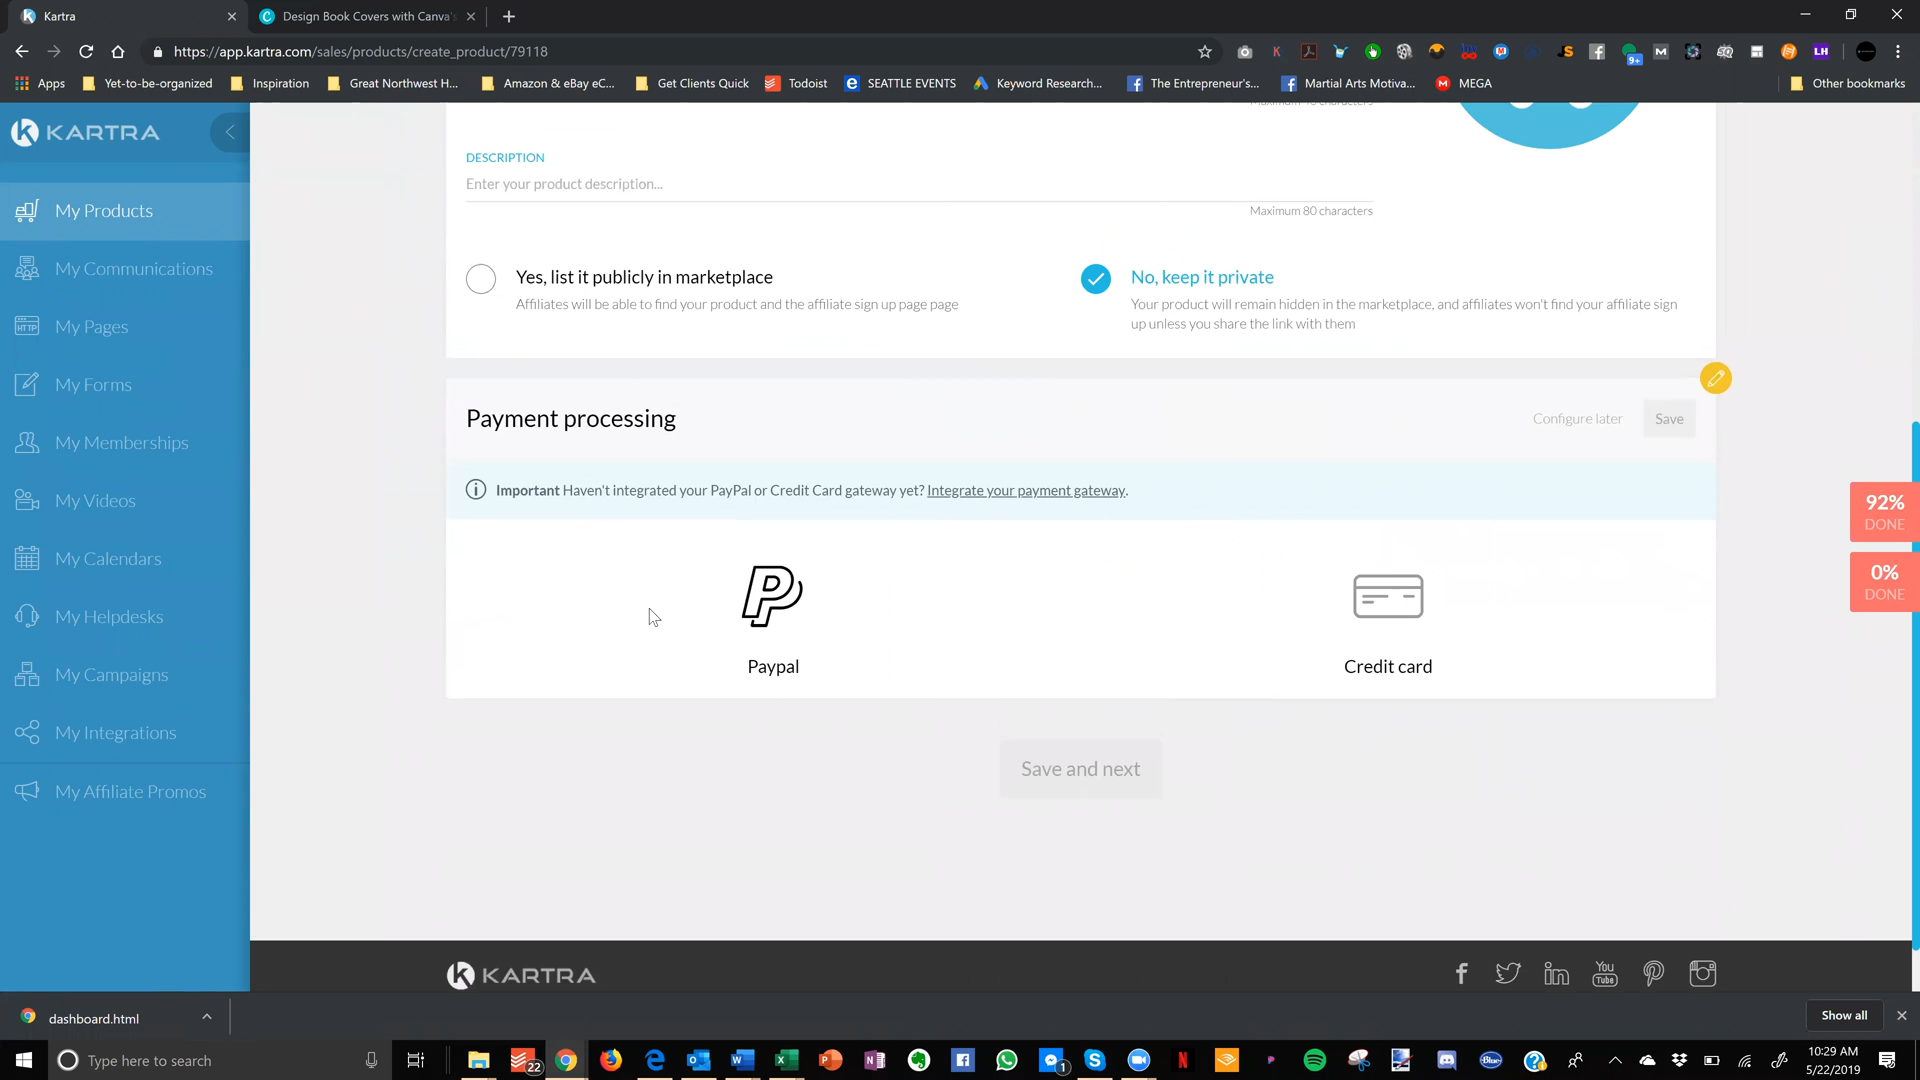 Kartra
Design Book Covers with Canva's
https://app.kartra.com/sales/products/create_product/79118
Apps
Yet-to-be-organized
Inspiration
Great Northwest H...
Amazon & eBay eC...
Get Clients Quick
Todoist
SEATTLE EVENTS
Keyword Research...
The Entrepreneur's...
Martial Arts Motiva...
MEGA
Other bookmarks
KARTRA
My Products
My Communications
My Pages
My Forms
My Memberships
My Videos
My Calendars
My Helpdesks
My Campaigns
My Integrations
My Affiliate Promos
DESCRIPTION
Enter your product description...
Maximum 80 characters
Yes, list it publicly in marketplace
Affiliates will be able to find your product and the affiliate sign up page page
No, keep it private
Your product will remain hidden in the marketplace, and affiliates won't find your affiliate sign
up unless you share the link with them
Payment processing
Configure later
Save
Important Haven't integrated your PayPal or Credit Card gateway yet? Integrate your payment gateway.
Paypal
Credit card
Save and next
92%
DONE
0%
DONE
KARTRA
You
Tube
dashboard.html
Show all
Type here to search
22
1
10:29 AM
5/22/2019